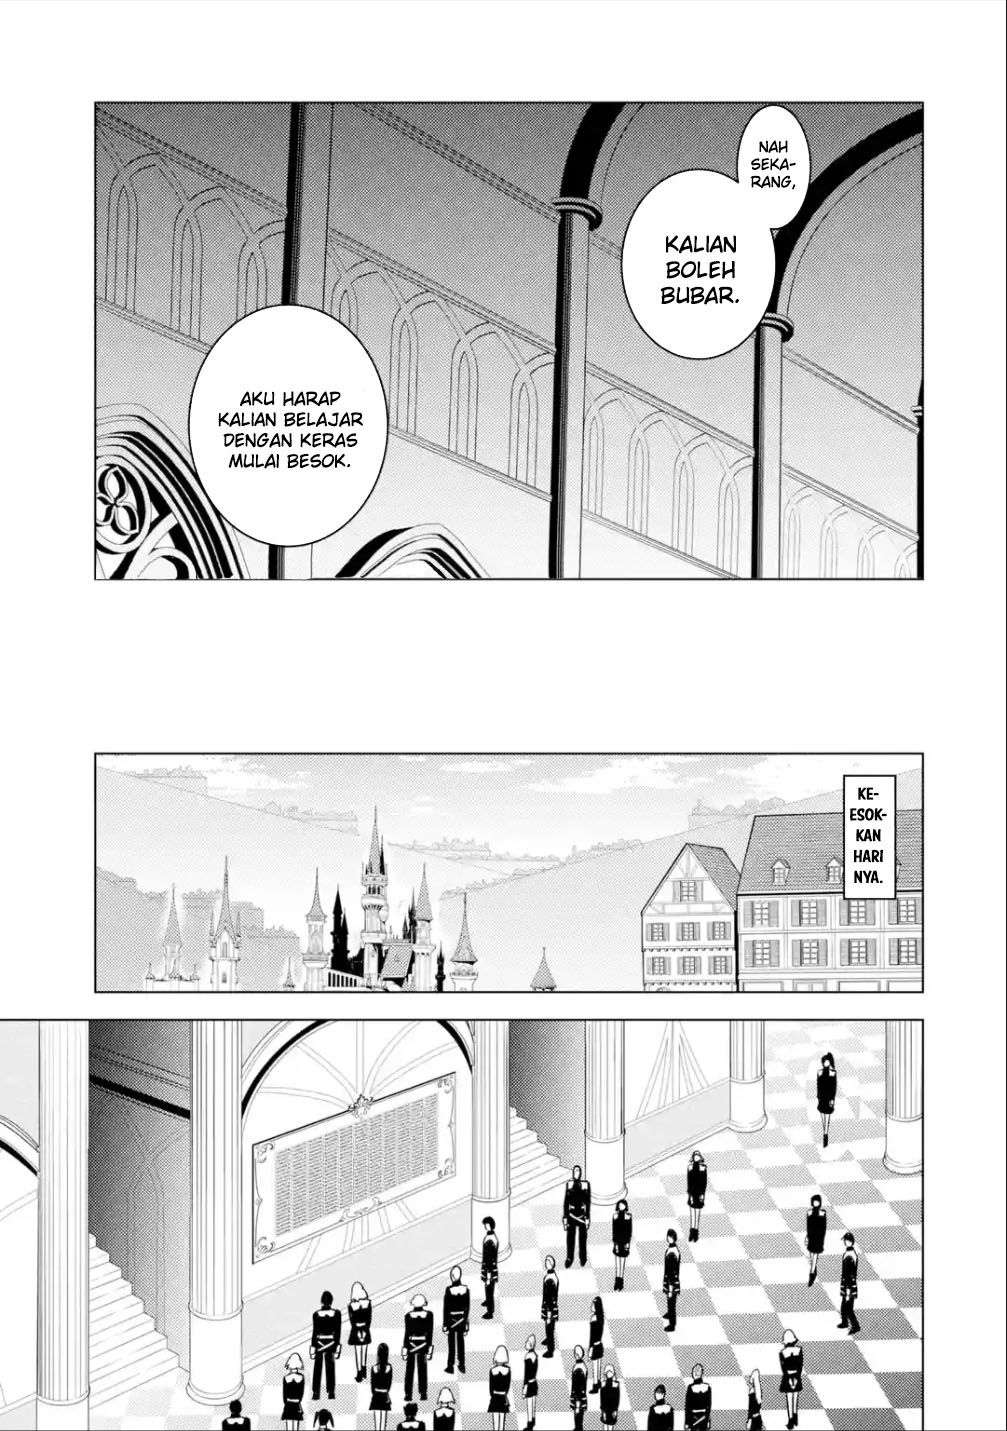 NAH
SEKA-
RANG,
KALIAN
BOLEH
BUBAR.
AKU HARAP
KALIAN BELAJAR
DENGAN KERAS
MULAI BESOK.
KE-
ESOK-
KAN
HARI
NYA.